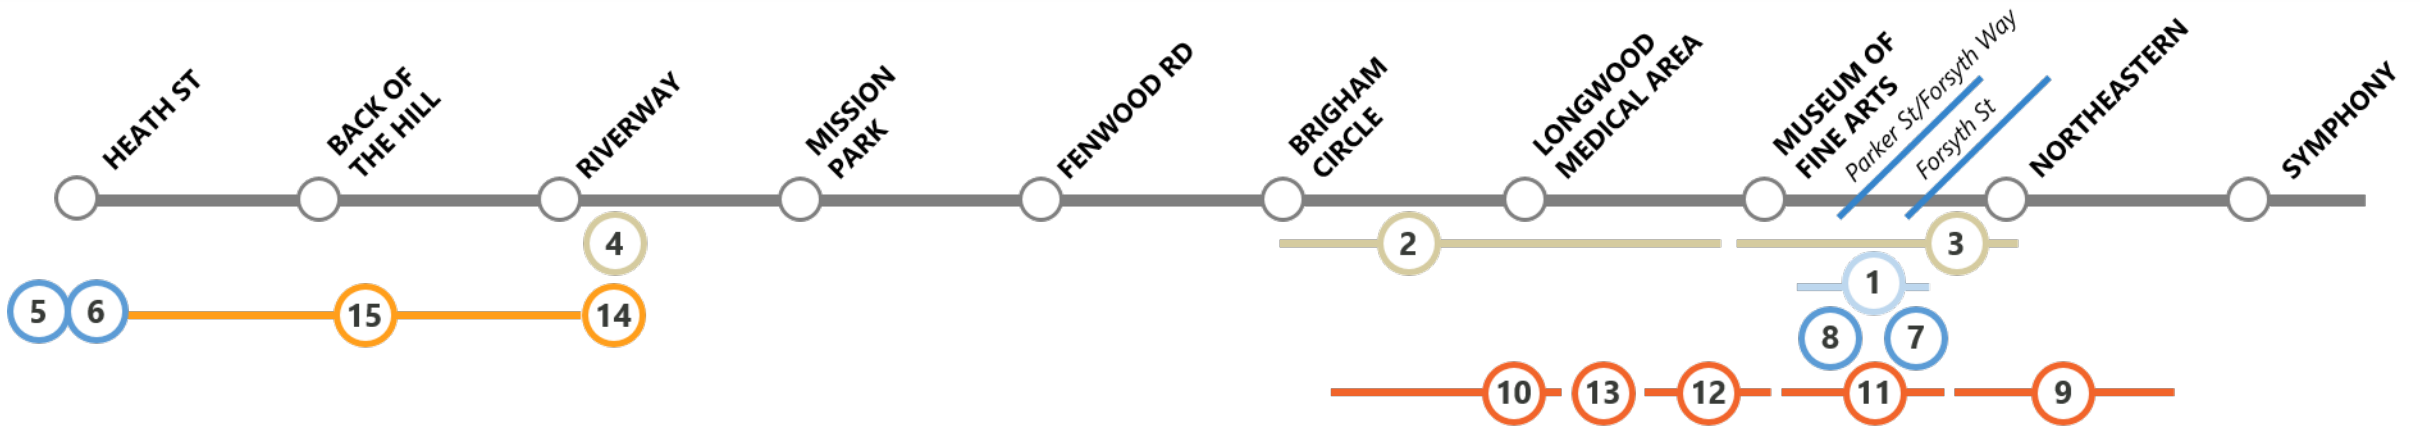 HEATH ST
BACK OF
THE HILL
RIVERWAY
MISSION
PARK
FENWOOD RD
BRIGHAM
CIRCLE
LONGWOOD
MEDICAL AREA
MUSEUM OF
FINE ARTS
Parker St/Forsyth Way
Forsyth St
NORTHEASTERN
SYMPHONY
4
2
3
1
5
6
15
14
8
7
10
13
12
11
9